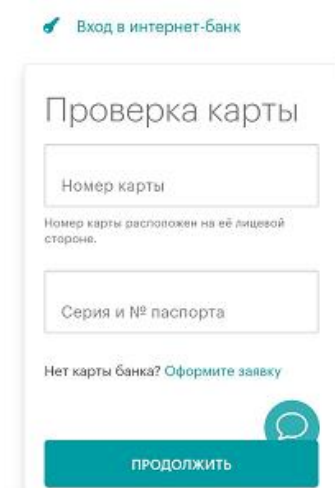 Вход в интернет-банк
Проверка карты
Номер карты
Номер карты расположен на её лицевой
стороне.
Серия и № паспорта
Нет карты банка? Оформите заявку
ПРОДОЛЖИТЬ